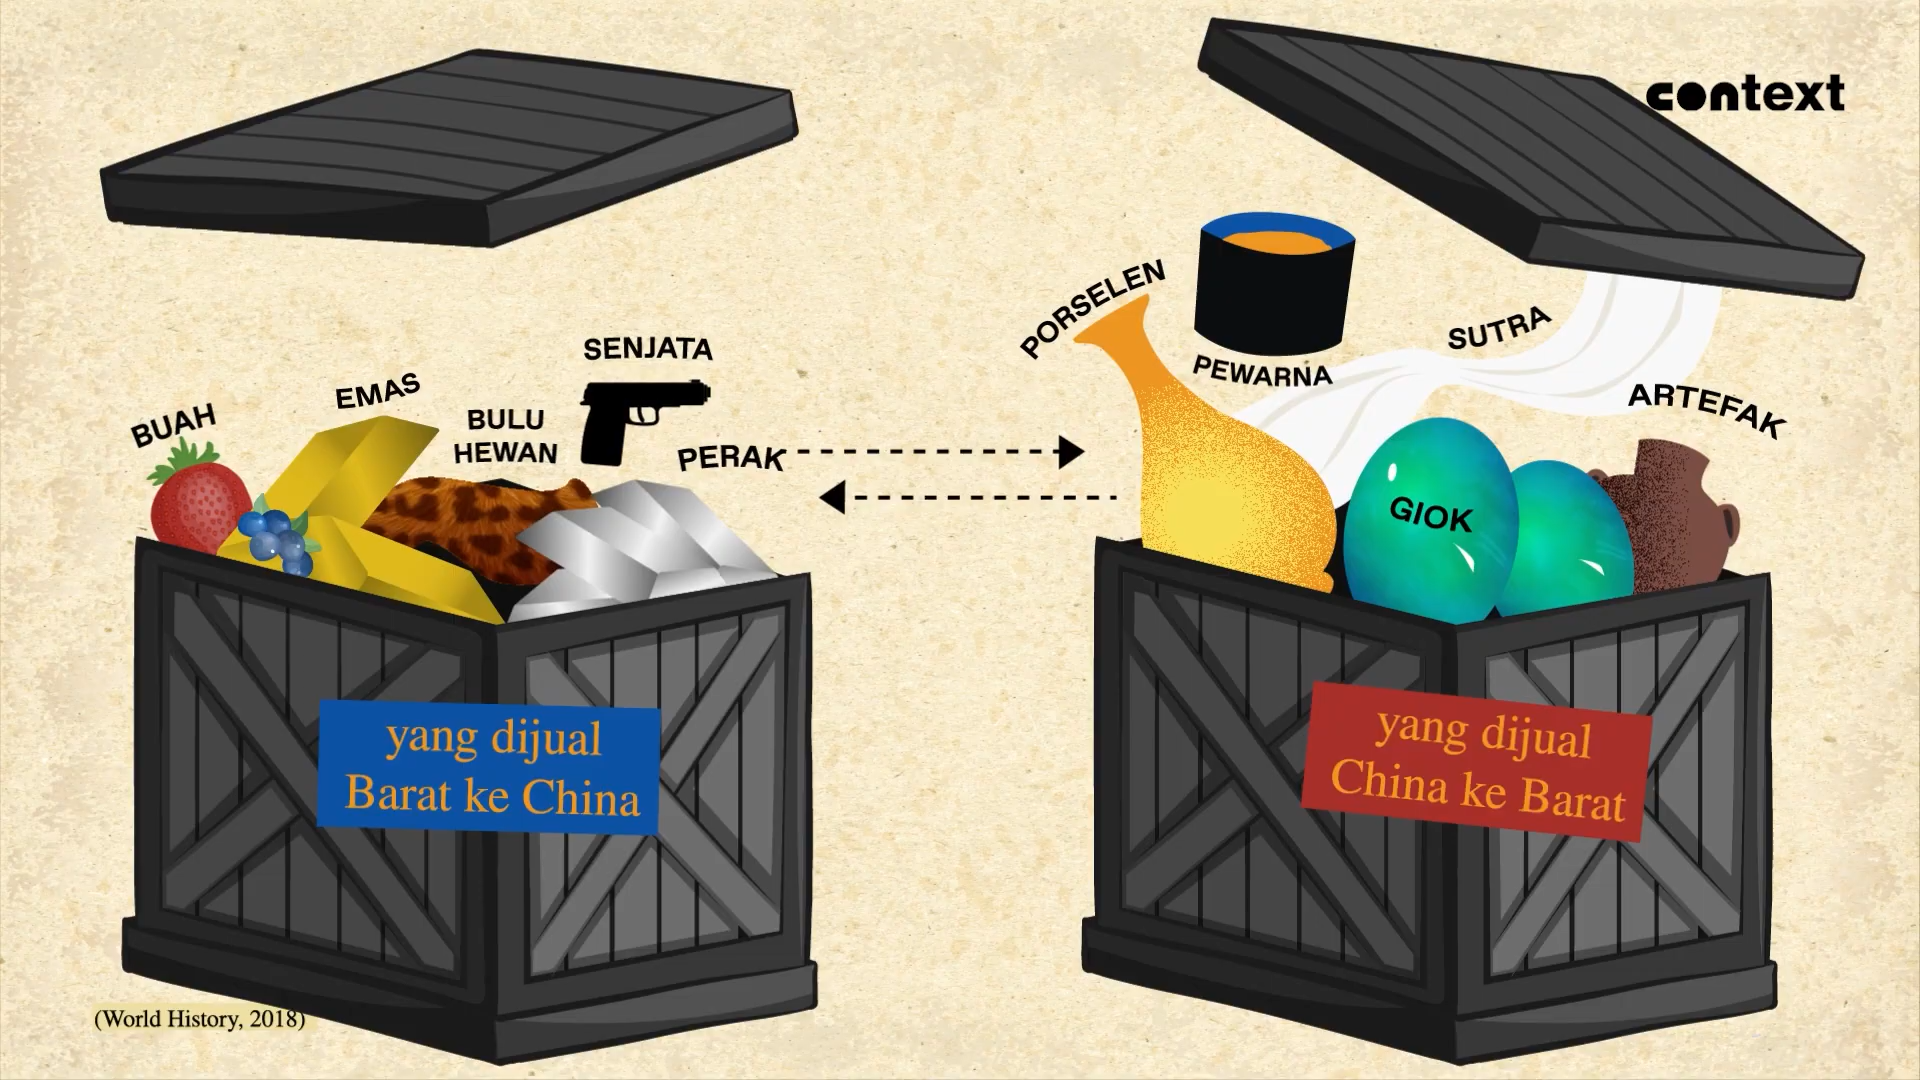 context
BUAH
EMAS
BULU
HEWAN
SENJATA
PERAK
PORSELEN
PEWARNA
SUTRA
ARTEFAK
GIOK
yang dijual
Barat ke China
yang dijual
China ke Barat
(World History, 2018)